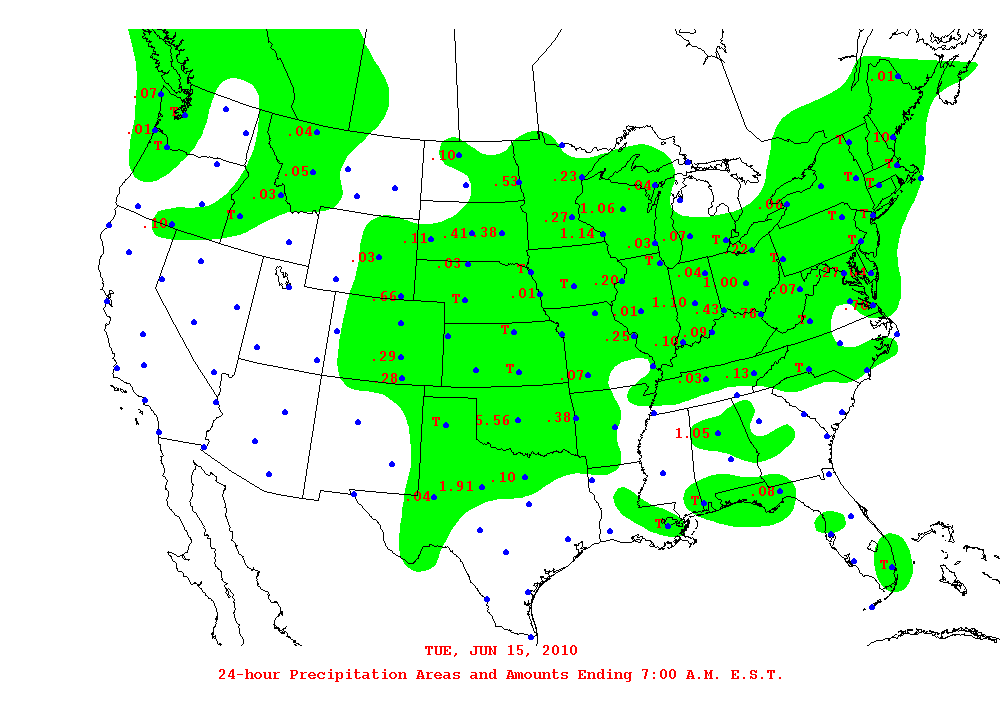 .01
.07
T
.01
.04
10
T
T
.10
.23
.04
T
T
T
.05
.53
.03
.06
1.06
T
T
T
.10
.27
.41
.38
1.14
.11
.03
.07
T
.22
T
.03
.03
T
T
T
.04
.27
.04
1.00
.20
T
.07
.66
T
.01
1.10
.70
.01
.43
.78
T
T
.25
.10
.09
.29
.28
T
.07
.03
.13
T
T
5.56
.38
1.05
1.91
.10
.04
.08
T
T
T
TUE, JUN 15, 2010
24-hour Precipitation Areas and Amounts Ending 7:00 A.M. E.S.T.